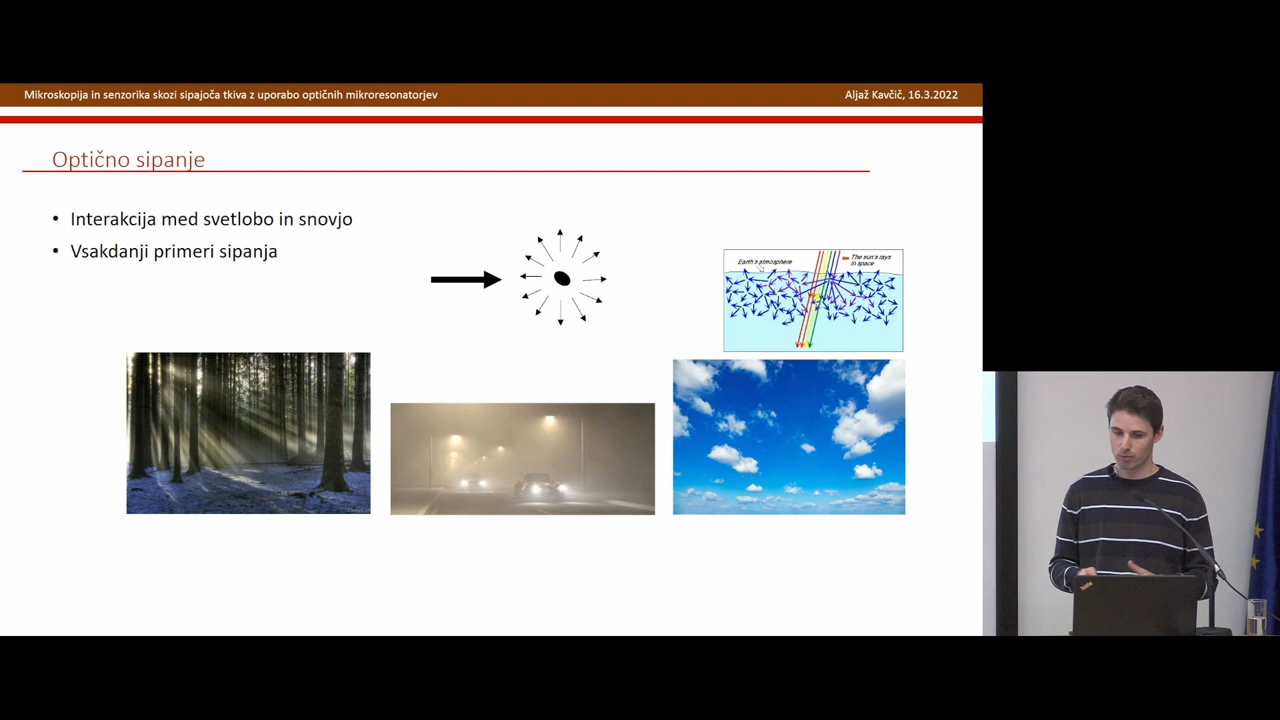 Mikroskopija in senzorika skozi sipajoča tkiva z uporabo optičnih mikroresonatorjev
Aljaž Kavčič, 16.3.2022
Optično sipanje
• Interakcija med svetlobo in snovjo
• Vsakdanji primeri sipanja
Earth's atmosphere
The sun's rays
in space